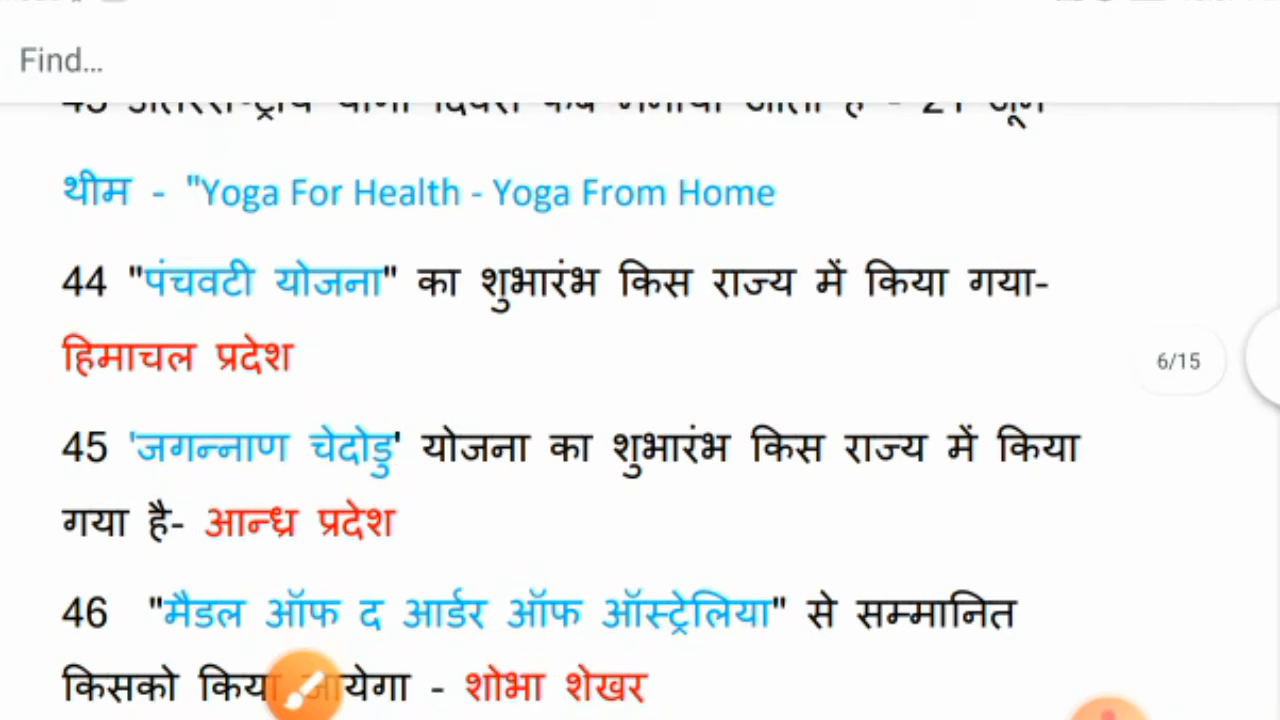 Find...
थीम - "Yoga For Health - Yoga From Home
44 "पंचवटी योजना" का शुभारंभ किस राज्य में किया गया-
हिमाचल प्रदेश
6/15
45 'जगन्नाण चेदोडु' योजना का शुभारंभ किस राज्य में किया
गया है- आन्ध्र प्रदेश
46 "मैडल ऑफ द आर्डर ऑफ ऑस्ट्रेलिया" से सम्मानित
किसको किया जायेगा - शोभा शेखर